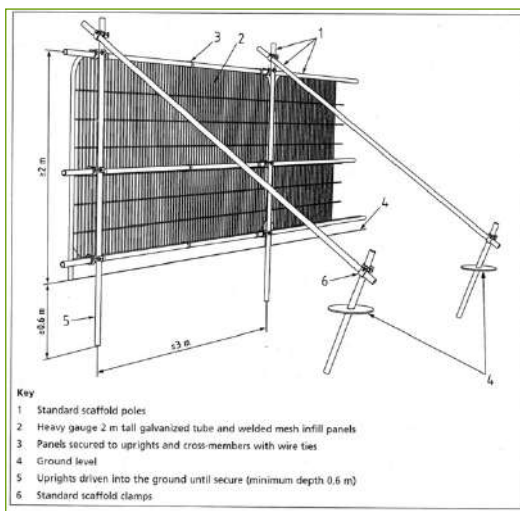 3
2
1
≥2 m
4
6
5
≥0.6 m
≤3 m
4
Key
1 Standard scaffold poles
2 Heavy gauge 2 m tall galvanized tube and welded mesh infill panels
3 Panels secured to uprights and cross-members with wire ties
4 Ground level
5 Uprights driven into the ground until secure (minimum depth 0.6 m)
6 Standard scaffold clamps